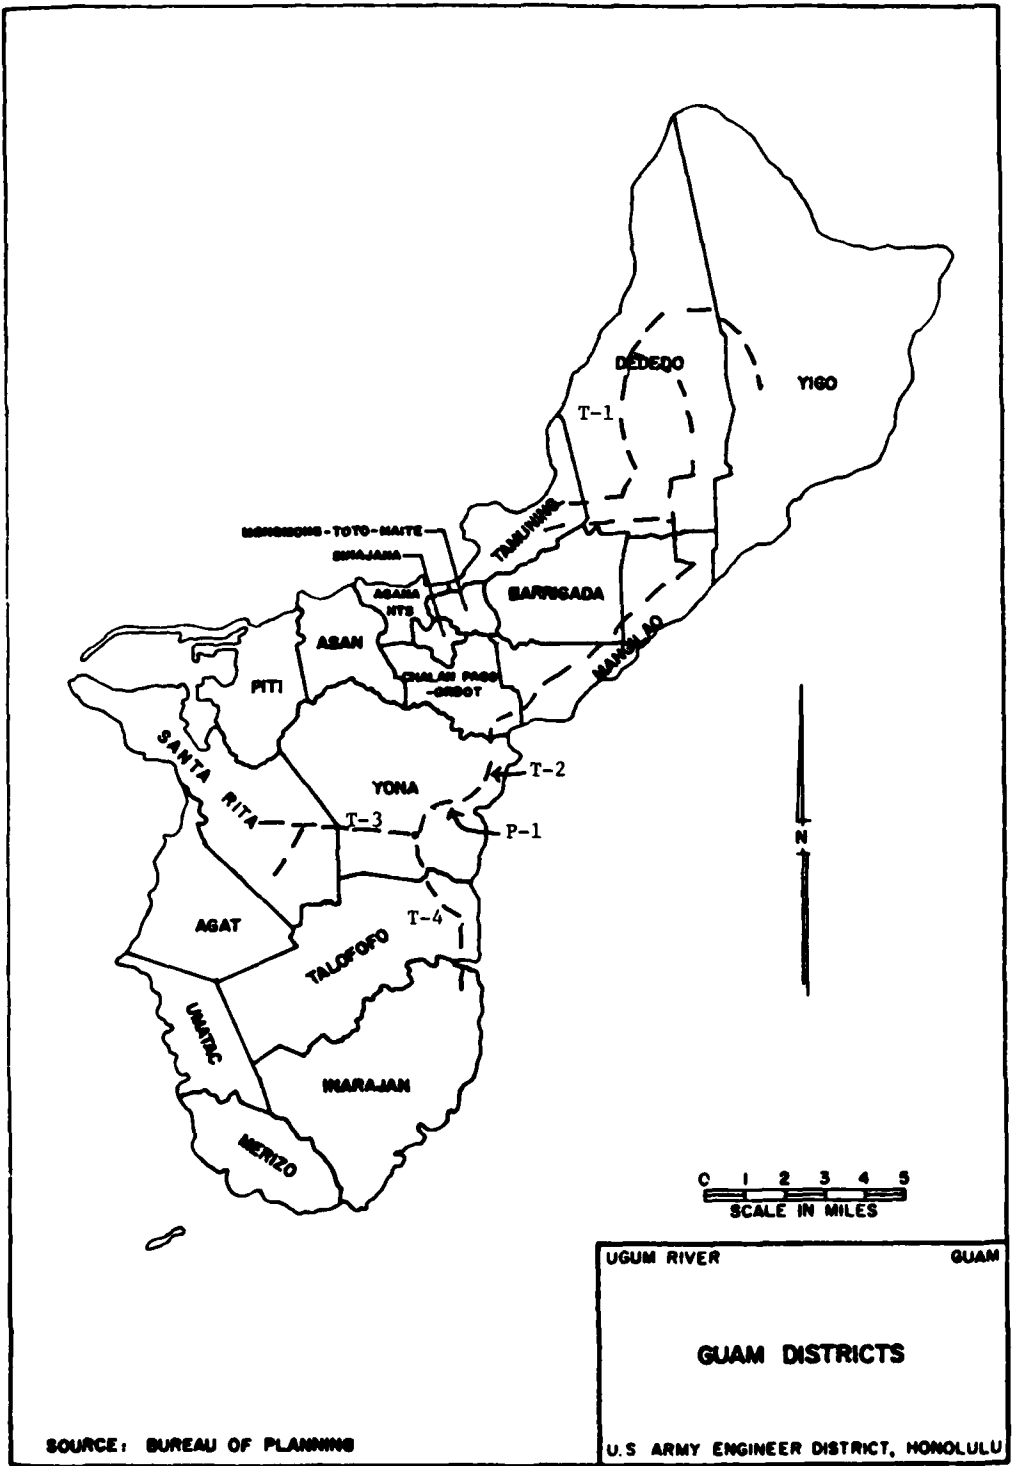 DEDEDO
YIGO
T-1
TAMUNING
MONGMONG-TOTO-MAITE
SINAJANA
AGANA
HTS
BARRIGADA
ASAN
MANGILAO
CHALAN PAGO
-ORDOT
PITI
SANTA RITA
YONA
T-2
T-3
P-1
N
AGAT
T-4
TALOFOFO
UMATAC
INARAJAN
MERIZO
0 1 2 3 4 5
SCALE IN MILES
UGUM RIVER GUAM
GUAM DISTRICTS
SOURCE: BUREAU OF PLANNING
U.S ARMY ENGINEER DISTRICT, HONOLULU